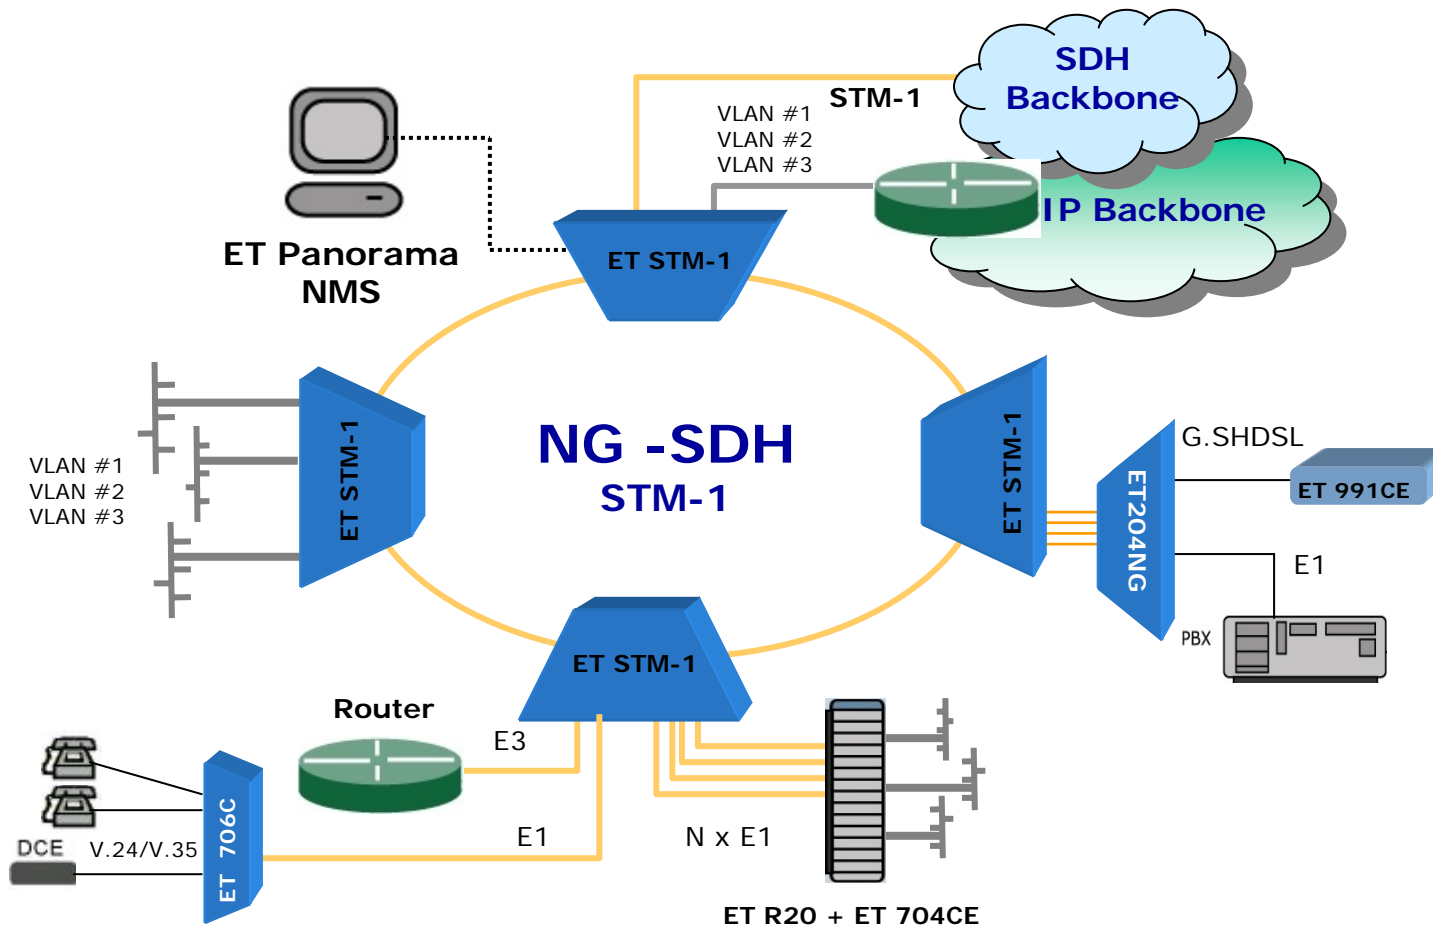 SDH
Backbone
STM-1
VLAN #1
VLAN #2
VLAN #3
IP Backbone
ET Panorama
NMS
ET STM-1
NG -SDH
STM-1
ET STM-1
VLAN #1
VLAN #2
VLAN #3
ET STM-1
G.SHDSL
ET 991CE
ET204NG
E1
PBX
ET STM-1
Router
E3
E1
N x E1
DCE
V.24/V.35
ET 706C
ET R20 + ET 704CE